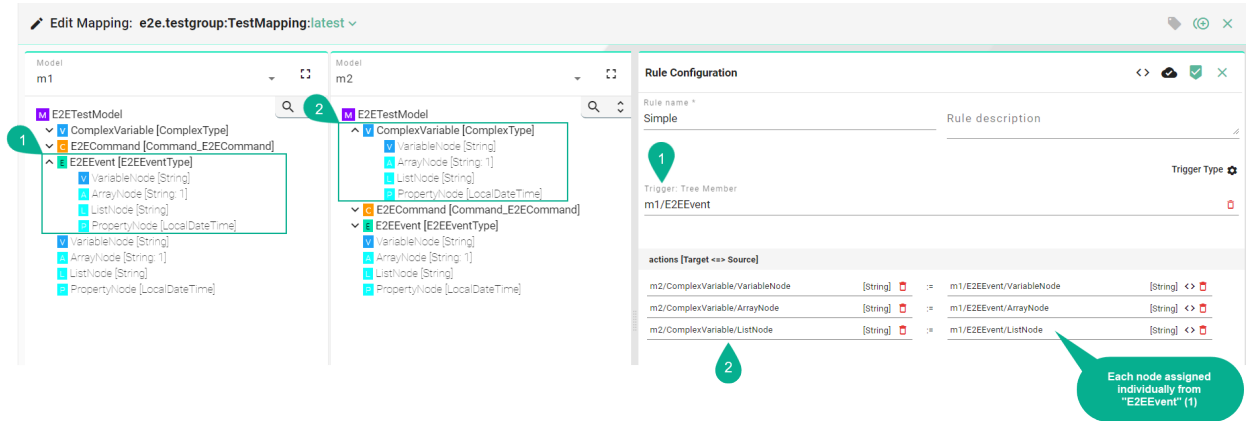 Edit Mapping: e2e.testgroup:TestMapping:latest
Model
m1
M E2ETestModel
V ComplexVariable [ComplexType]
C E2ECommand [Command_E2ECommand]
1
E E2EEvent [E2EEventType]
V VariableNode [String]
A ArrayNode [String: 1]
L ListNode [String]
P PropertyNode [LocalDateTime]
V VariableNode [String]
A ArrayNode [String: 1]
L ListNode [String]
P PropertyNode [LocalDateTime]
Model
m2
2
M E2ETestModel
V ComplexVariable [ComplexType]
V VariableNode [String]
A ArrayNode [String: 1]
L ListNode [String]
P PropertyNode [LocalDateTime]
C E2ECommand [Command_E2ECommand]
E E2EEvent [E2EEventType]
V VariableNode [String]
A ArrayNode [String: 1]
L ListNode [String]
P PropertyNode [LocalDateTime]
Rule Configuration
Rule name *
Simple
Rule description
1
Trigger Type
Trigger: Tree Member
m1/E2EEvent
actions [Target <=> Source]
m2/ComplexVariable/VariableNode [String] := m1/E2EEvent/VariableNode [String] <>
m2/ComplexVariable/ArrayNode [String] := m1/E2EEvent/ArrayNode [String] <>
m2/ComplexVariable/ListNode [String] := m1/E2EEvent/ListNode [String] <>
2
Each node assigned
individually from
"E2EEvent" (1)